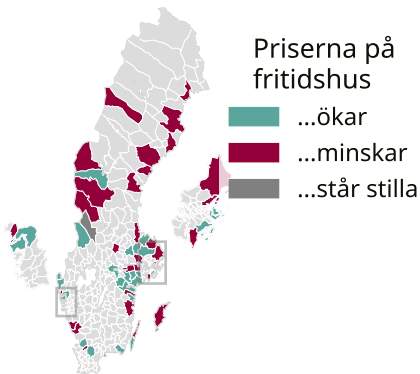 Priserna på
fritidshus
...ökar
...minskar
...står stilla